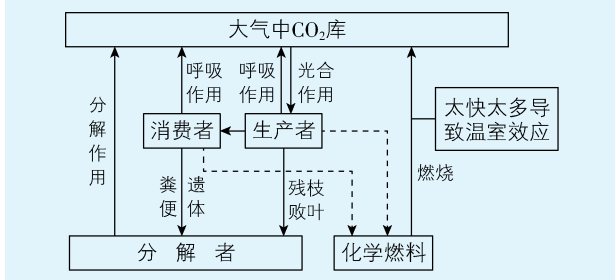 大气中CO₂库
呼吸
作用
呼吸
作用
光合
作用
分
解
作
用
太快太多导
致温室效应
消费者
生产者
粪
便
遗
体
残枝
败叶
燃烧
分 解 者
化学燃料